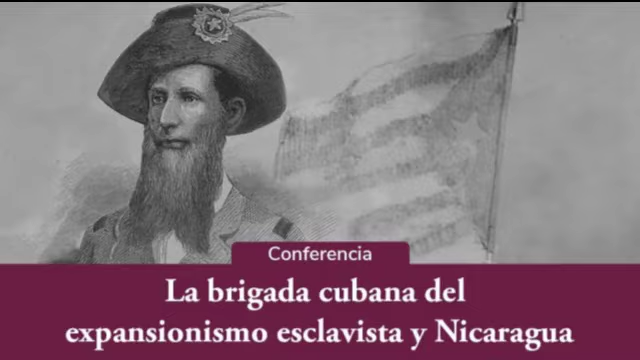 Conferencia
La brigada cubana del
expansionismo esclavista y Nicaragua